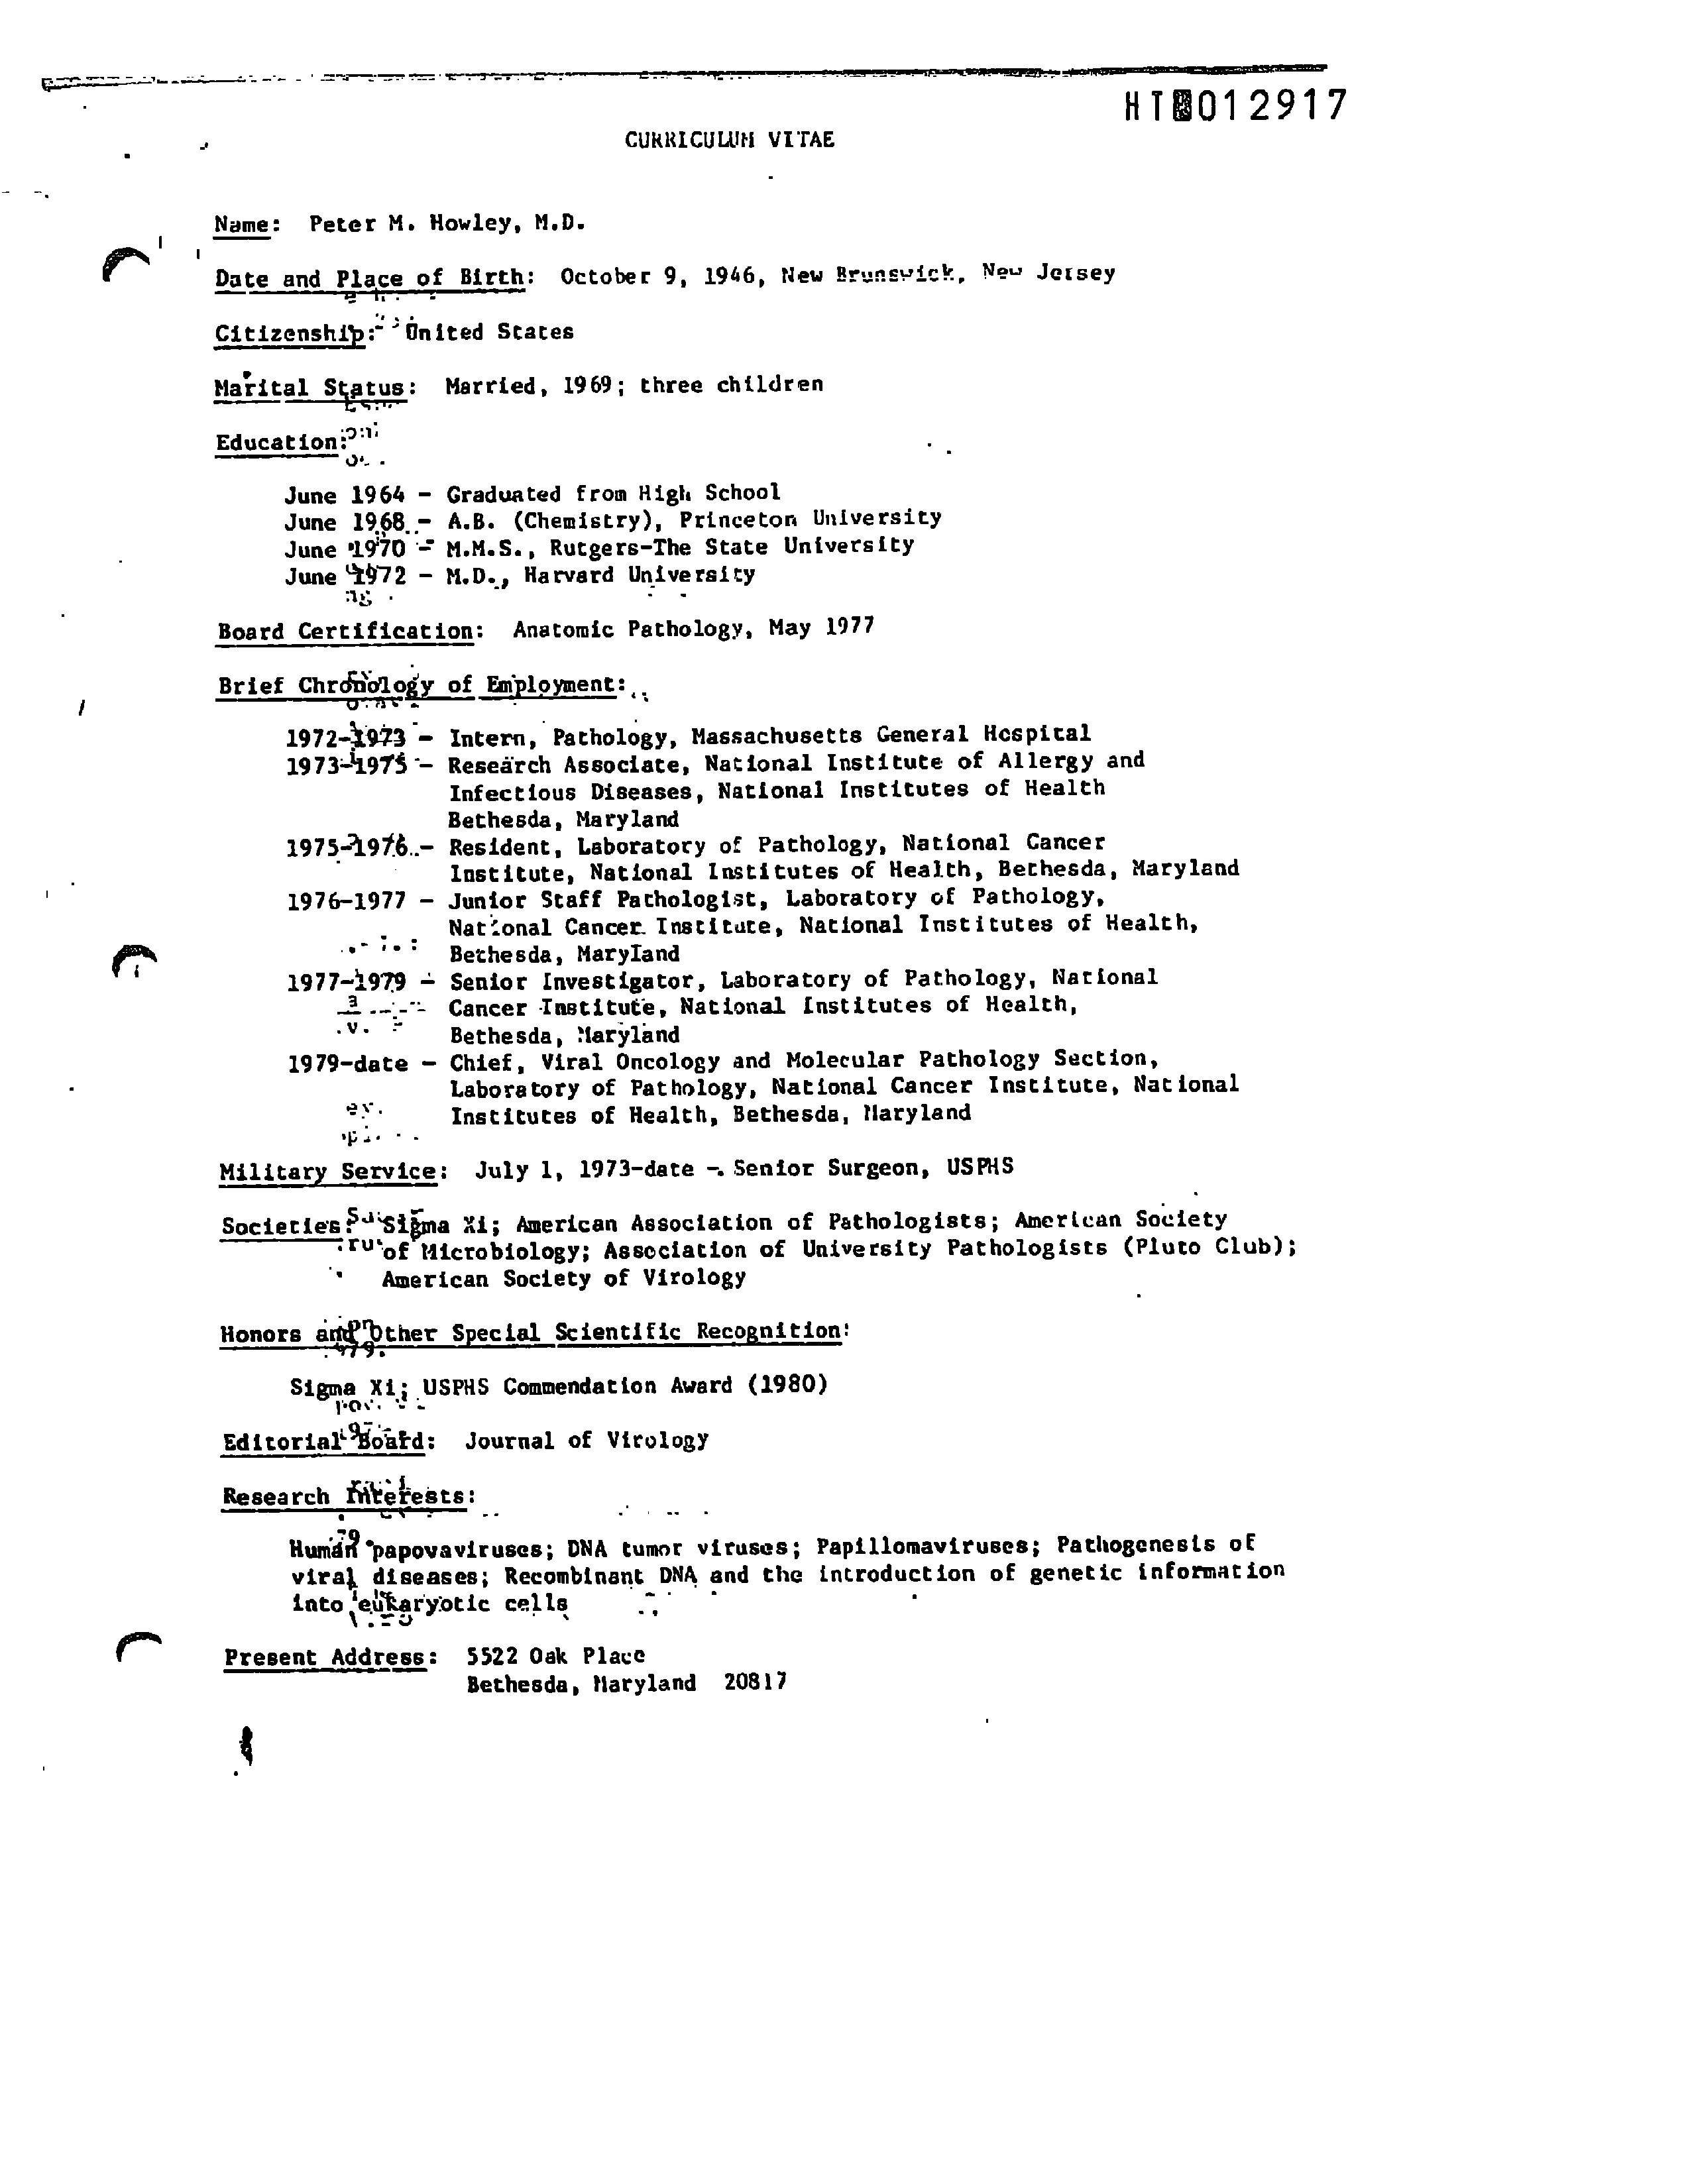 HT 012917
CURRICULUM VITAE
Name: Peter M. Howley, M.D.
Date and Place of Birth: October 9, 1946, New Brunswick, New Jersey
Citizenship: United States
Marital Status: Married, 1969; three children
Education:
June 1964 - Graduated from High School
June 1968 - A.B. (Chemistry), Princeton University
June 1970 - M.M.S., Rutgers-The State University
June 1972 - M.D., Harvard University
Board Certification: Anatomic Pathology, May 1977
Brief Chronology of Employment:
1972-1973 - Intern, Pathology, Massachusetts General Hospital
1973-1975 - Research Associate, National Institute of Allergy and
Infectious Diseases, National Institutes of Health
Bethesda, Maryland
1975-1976 - Resident, Laboratory of Pathology, National Cancer
Institute, National Institutes of Health, Bethesda, Maryland
1976-1977 - Junior Staff Pathologist, Laboratory of Pathology,
National Cancer Institute, National Institutes of Health,
Bethesda, Maryland
1977-1979 - Senior Investigator, Laboratory of Pathology, National
Cancer Institute, National Institutes of Health,
Bethesda, Maryland
1979-date - Chief, Viral Oncology and Molecular Pathology Section,
Laboratory of Pathology, National Cancer Institute, National
Institutes of Health, Bethesda, Maryland
Military Service: July 1, 1973-date - Senior Surgeon, USPHS
Societies: Sigma Xi; American Association of Pathologists; American Society
of Microbiology; Association of University Pathologists (Pluto Club);
American Society of Virology
Honors and Other Special Scientific Recognition:
Sigma Xi; USPHS Commendation Award (1980)
Editorial Board: Journal of Virology
Research Interests:
Human papovaviruses; DNA tumor viruses; Papillomaviruses; Pathogenesis of
viral diseases; Recombinant DNA and the introduction of genetic information
into eukaryotic cells
Present Address: 5522 Oak Place
Bethesda, Maryland 20817